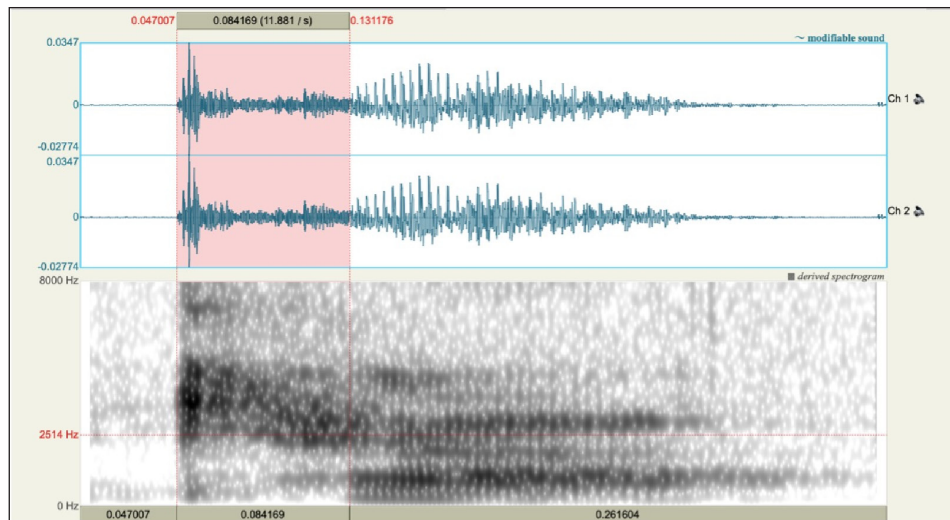 0.047007 0.084169 (11.881 / s) 0.131176
0.0347
~ modifiable sound
0
Ch 1
-0.02774
0.0347
0
Ch 2
-0.02774
derived spectrogram
8000 Hz
2514 Hz
0 Hz
0.047007 0.084169 0.261604